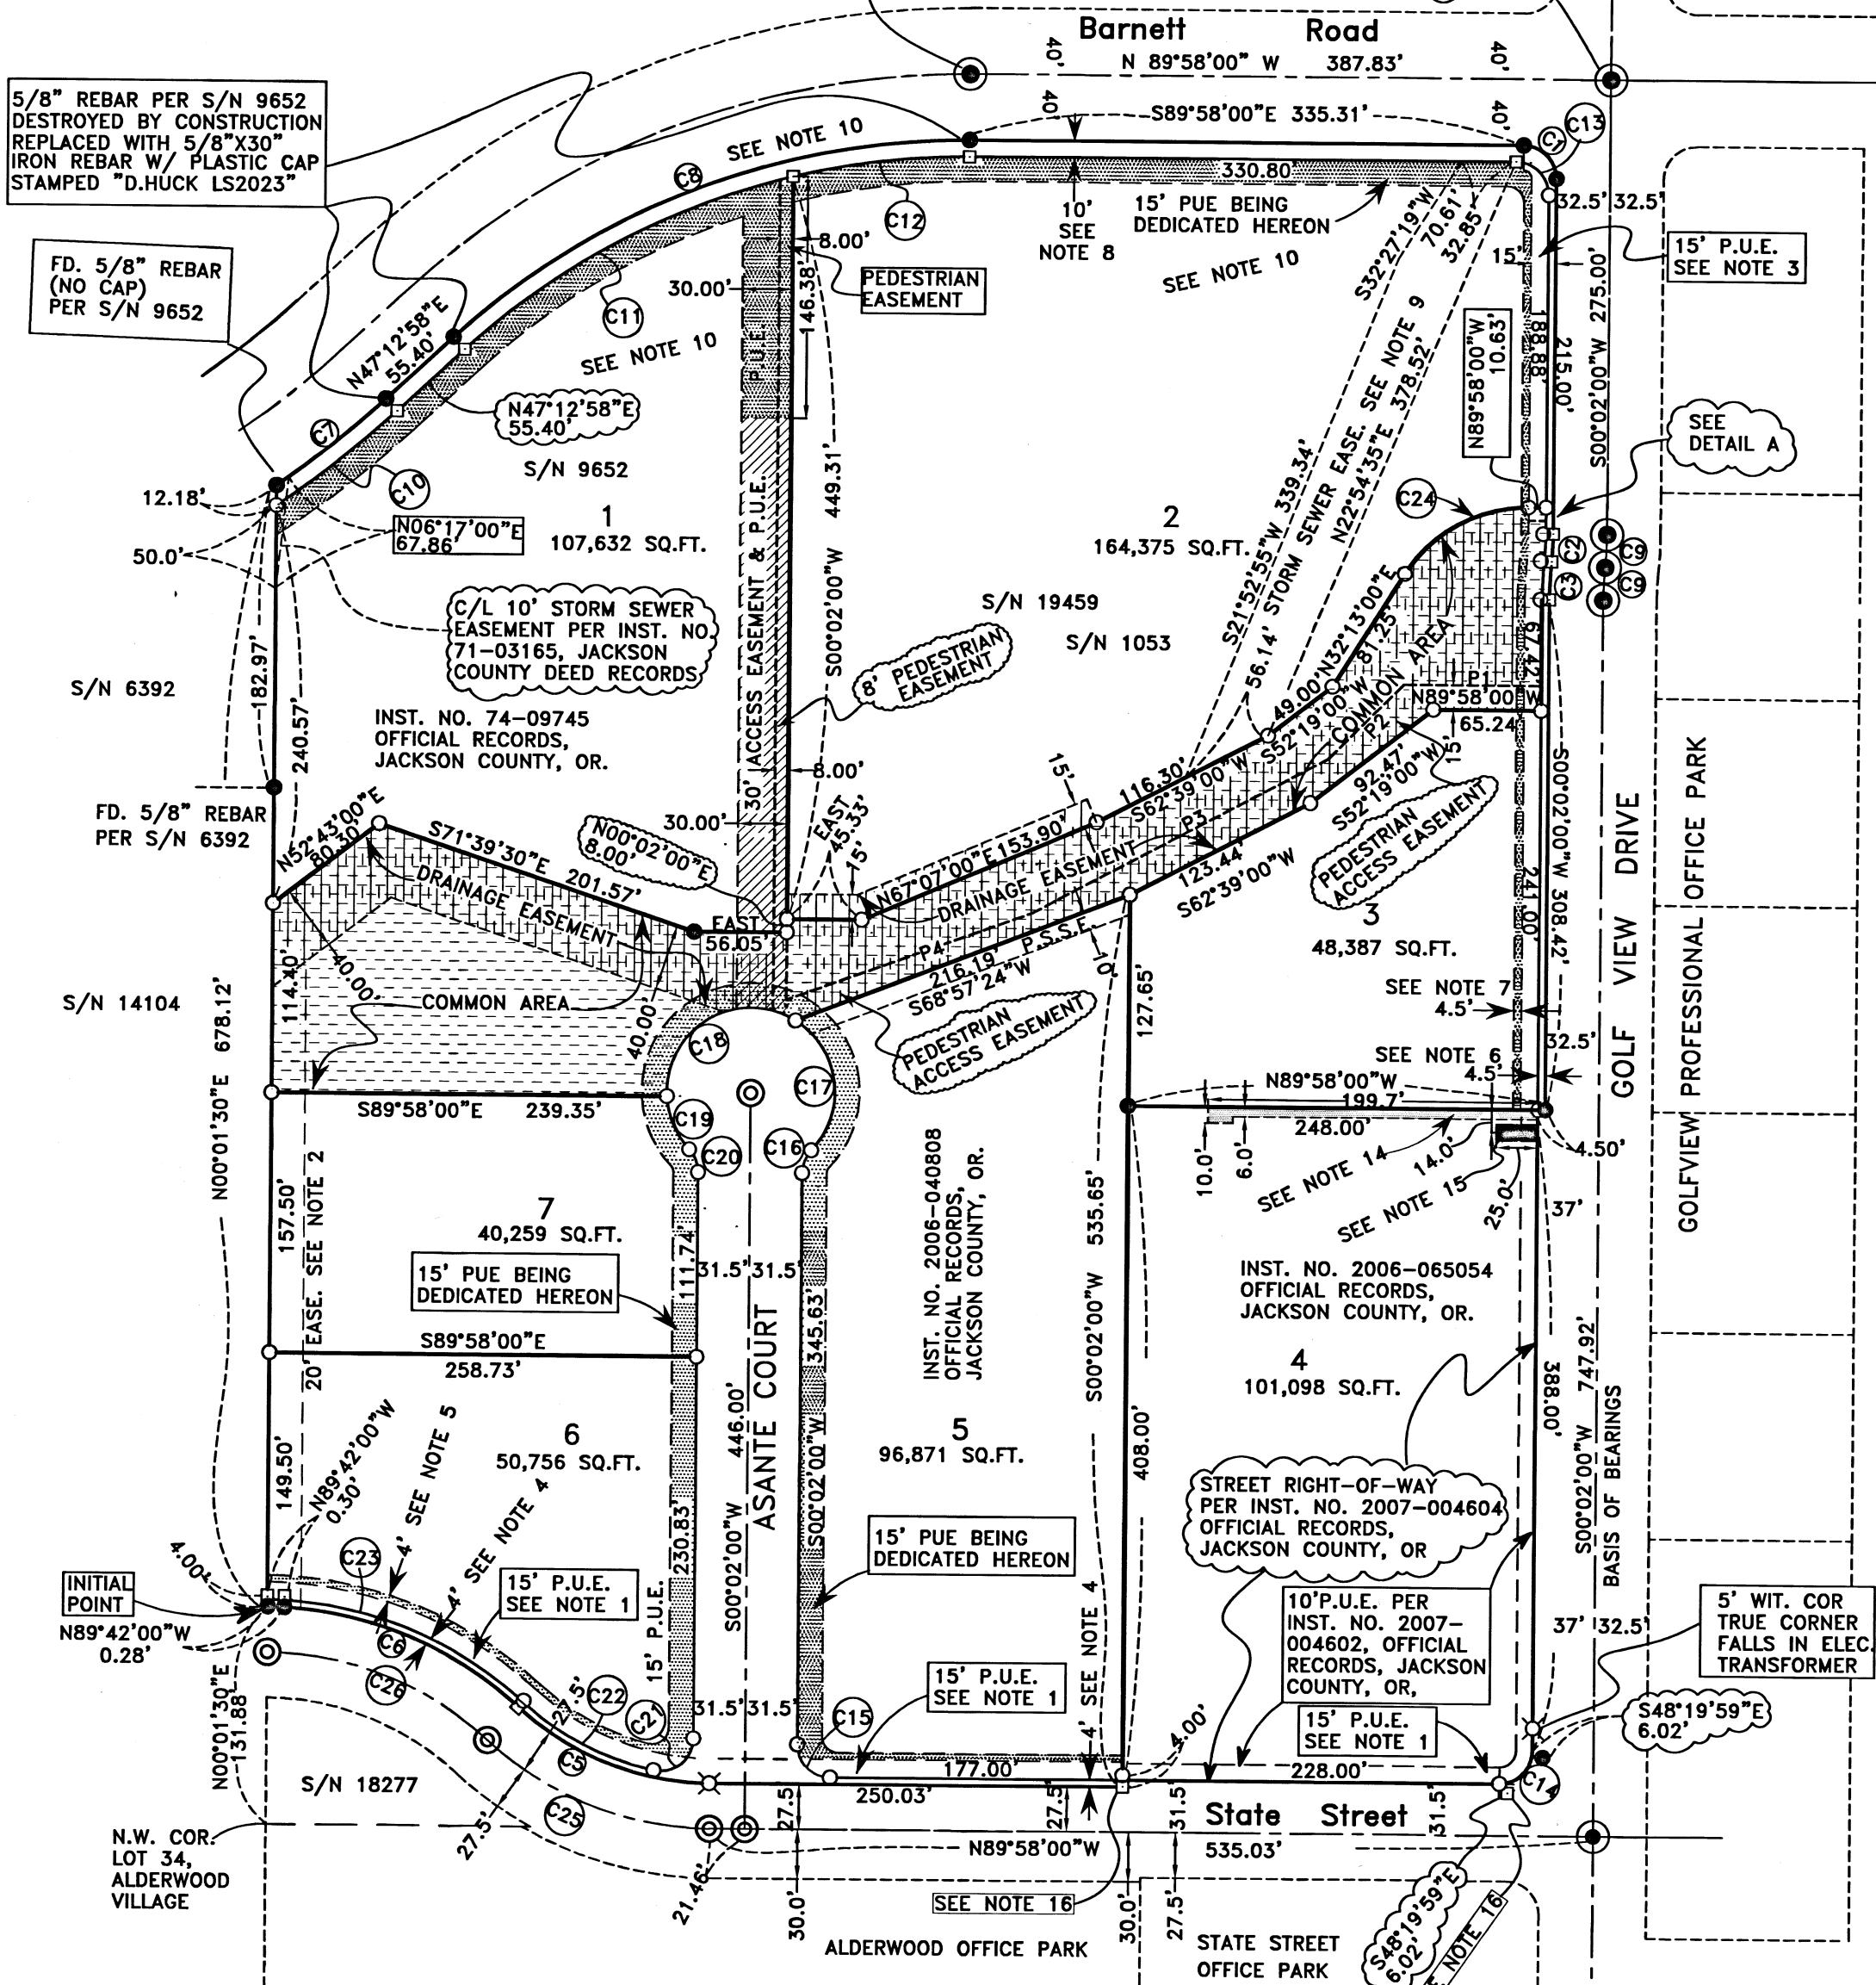 Barnett Road
N 89°58'00" W 387.83'
40'
40'
40'
40'
S89°58'00"E 335.31'
C1
C13
5/8" REBAR PER S/N 9652
DESTROYED BY CONSTRUCTION
REPLACED WITH 5/8"X30"
IRON REBAR W/ PLASTIC CAP
STAMPED "D.HUCK LS2023"
SEE NOTE 10
C8
330.80'
C12
10'
SEE
NOTE 8
15' PUE BEING
DEDICATED HEREON
SEE NOTE 10
S32°27'19"W
70.61'
32.85'
32.5' 32.5'
15'
15' P.U.E.
SEE NOTE 3
FD. 5/8" REBAR
(NO CAP)
PER S/N 9652
8.00'
30.00'
146.38'
PEDESTRIAN
EASEMENT
P.U.E.
C11
SEE NOTE 10
N47°12'58"E
55.40'
N47°12'58"E
55.40'
C7
C10
S/N 9652
12.18'
50.0'
N06°17'00"E
67.86'
1
107,632 SQ.FT.
449.31'
S00°02'00"W
2
164,375 SQ.FT.
S/N 19459
S/N 1053
S21°52'55"W 339.34'
56.14' STORM SEWER EASE. SEE NOTE 9
N22°54'35"E 378.52'
N89°58'00"W
10.63'
188.88'
215.00'
S00°02'00"W 275.00'
SEE
DETAIL A
C24
C2
C9
C3
C9
C/L 10' STORM SEWER
EASEMENT PER INST. NO.
71-03165, JACKSON
COUNTY DEED RECORDS
30' ACCESS EASEMENT & P.U.E.
8' PEDESTRIAN
EASEMENT
S/N 6392
182.97'
240.57'
INST. NO. 74-09745
OFFICIAL RECORDS,
JACKSON COUNTY, OR.
N32°13'00"E
81.25'
COMMON AREA
67.42'
P1
N89°58'00"W
65.24'
15'
49.00'
S52°19'00"W
COMMON AREA
P2
92.47'
S52°19'00"W
116.30'
S62°39'00"W
P3
15'
8.00'
30.00'
EAST
45.33'
15'
FD. 5/8" REBAR
PER S/N 6392
N52°43'00"E
80.30'
S71°39'30"E 201.57'
N00°02'00"E
8.00'
N67°07'00"E 153.90'
DRAINAGE EASEMENT
123.44'
S62°39'00"W
PEDESTRIAN
ACCESS EASEMENT
DRAINAGE EASEMENT
EAST
56.05'
P4
216.19' P.S.S.E.
S68°57'24"W
10'
3
48,387 SQ.FT.
241.00'
S00°02'00"W 308.42'
GOLF VIEW DRIVE
GOLFVIEW PROFESSIONAL OFFICE PARK
S/N 14104
N00°01'30"E 678.12'
114.40'
40.00'
COMMON AREA
40.00'
C18
PEDESTRIAN
ACCESS EASEMENT
127.65'
SEE NOTE 7
4.5'
SEE NOTE 6
4.5'
32.5'
S89°58'00"E 239.35'
C17
C19
C16
C20
N89°58'00"W
199.7'
248.00'
10.0'
6.0'
SEE NOTE 14
14.0'
SEE NOTE 15
25.0'
4.50'
37'
157.50'
20' EASE. SEE NOTE 2
7
40,259 SQ.FT.
15' PUE BEING
DEDICATED HEREON
111.74'
31.5' 31.5'
345.63'
INST. NO. 2006-040808
OFFICIAL RECORDS,
JACKSON COUNTY, OR.
S00°02'00"W 535.65'
INST. NO. 2006-065054
OFFICIAL RECORDS,
JACKSON COUNTY, OR.
S89°58'00"E
258.73'
ASANTE COURT
446.00'
S00°02'00"W
4
101,098 SQ.FT.
388.00'
S00°02'00"W 747.92'
BASIS OF BEARINGS
149.50'
N89°42'00"W
0.30'
4' SEE NOTE 5
6
50,756 SQ.FT.
4' SEE NOTE 4
230.83'
S00°02'00"W
5
96,871 SQ.FT.
408.00'
STREET RIGHT-OF-WAY
PER INST. NO. 2007-004604
OFFICIAL RECORDS,
JACKSON COUNTY, OR
4.00'
C23
15' P.U.E.
SEE NOTE 1
15' PUE BEING
DEDICATED HEREON
INITIAL
POINT
N89°42'00"W
0.28'
C6
C26
15' P.U.E.
10'P.U.E. PER
INST. NO. 2007-
004602, OFFICIAL
RECORDS, JACKSON
COUNTY, OR,
5' WIT. COR
TRUE CORNER
FALLS IN ELEC.
TRANSFORMER
37' 32.5'
N00°01'30"E
131.88'
2.5'
C22
C21
31.5' 31.5'
C15
15' P.U.E.
SEE NOTE 1
4' SEE NOTE 4
4.00'
15' P.U.E.
SEE NOTE 1
S48°19'59"E
6.02'
S/N 18277
C5
C25
27.5'
177.00'
250.03'
27.5'
27.5'
228.00'
31.5'
State Street
31.5'
C14
N.W. COR.
LOT 34,
ALDERWOOD
VILLAGE
N89°58'00"W
535.03'
21.46'
30.0'
SEE NOTE 16
30.0'
27.5'
ALDERWOOD OFFICE PARK
STATE STREET
OFFICE PARK
S48°19'59"E
6.02'
NOTE 16